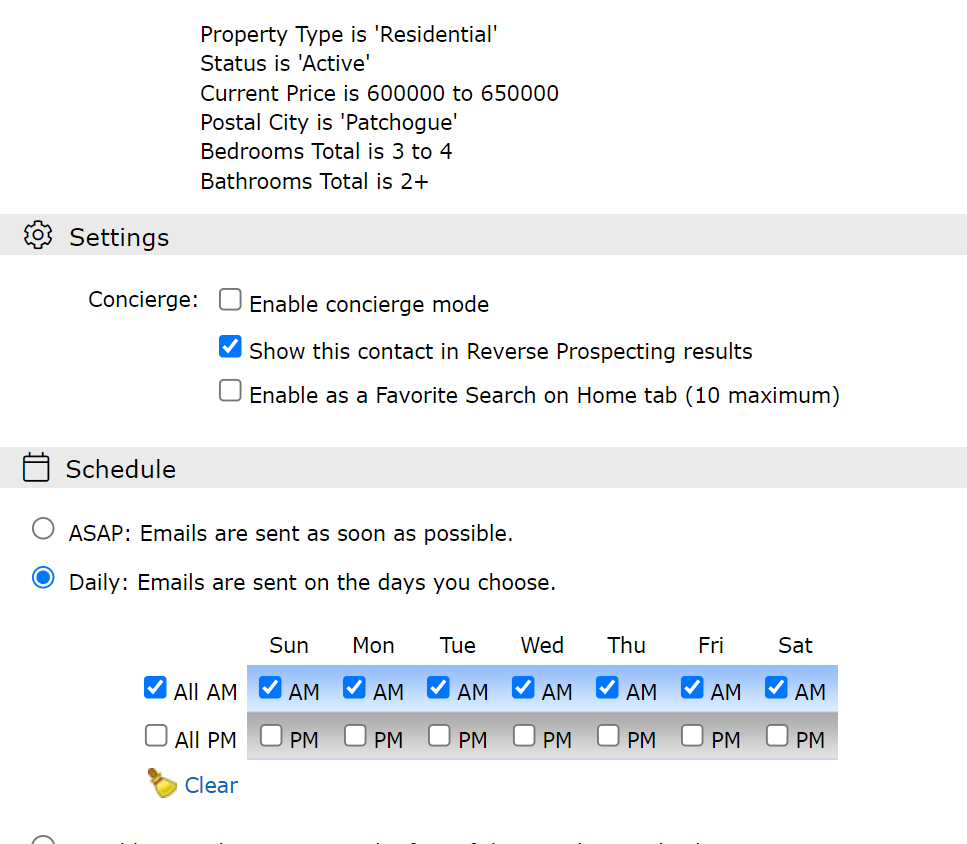 Property Type is 'Residential'
Status is 'Active'
Current Price is 600000 to 650000
Postal City is 'Patchogue'
Bedrooms Total is 3 to 4
Bathrooms Total is 2+
Settings
Concierge: Enable concierge mode
Show this contact in Reverse Prospecting results
Enable as a Favorite Search on Home tab (10 maximum)
Schedule
ASAP: Emails are sent as soon as possible.
Daily: Emails are sent on the days you choose.
Sun Mon Tue Wed Thu Fri Sat
All AM AM AM AM AM AM AM AM
All PM PM PM PM PM PM PM PM
Clear